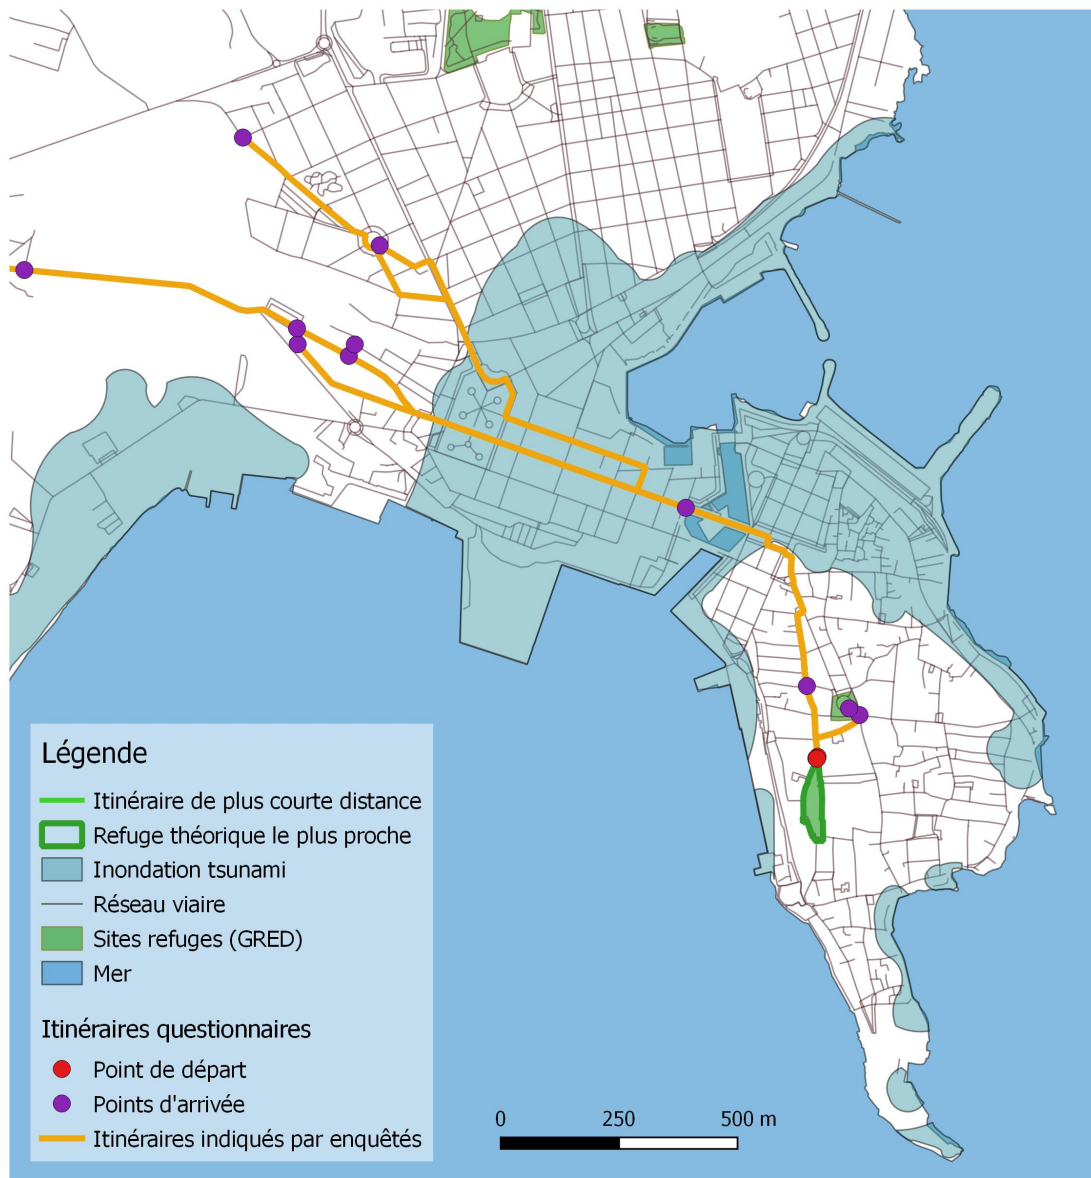 Légende
Itinéraire de plus courte distance
Refuge théorique le plus proche
Inondation tsunami
Réseau viaire
Sites refuges (GRED)
Mer
Itinéraires questionnaires
Point de départ
Points d'arrivée
Itinéraires indiqués par enquêtés
0 250 500 m